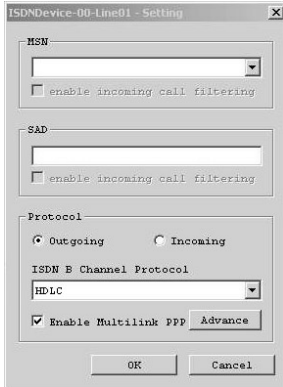 ISDNDevice-00-Line01 - Setting
MSN
enable incoming call filtering
SAD
enable incoming call filtering
Protocol
Outgoing Incoming
ISDN B Channel Protocol
HDLC
Enable Multilink PPP Advance
OK Cancel